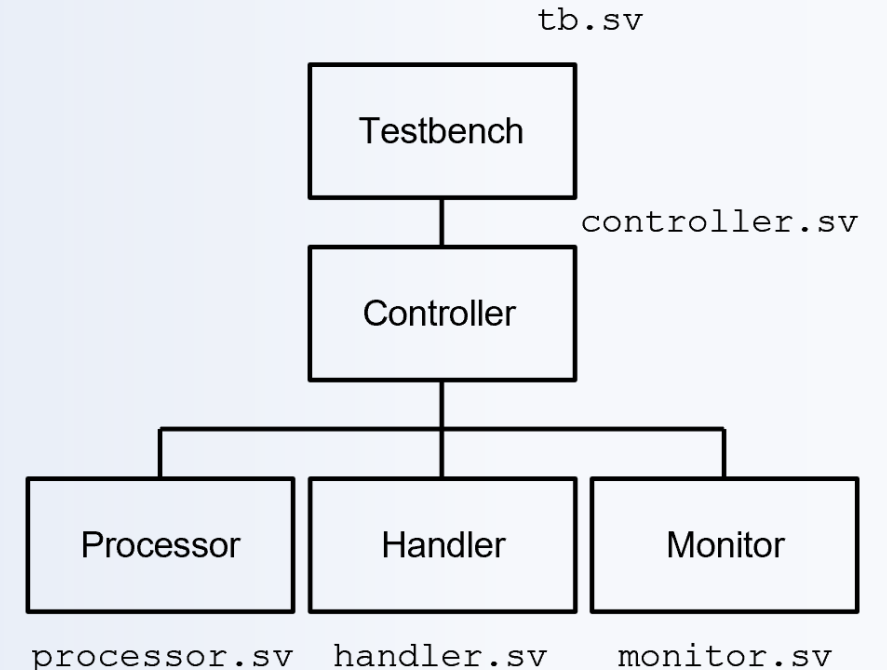 tb.sv
Testbench
controller.sv
Controller
Processor Handler Monitor
processor.sv handler.sv monitor.sv